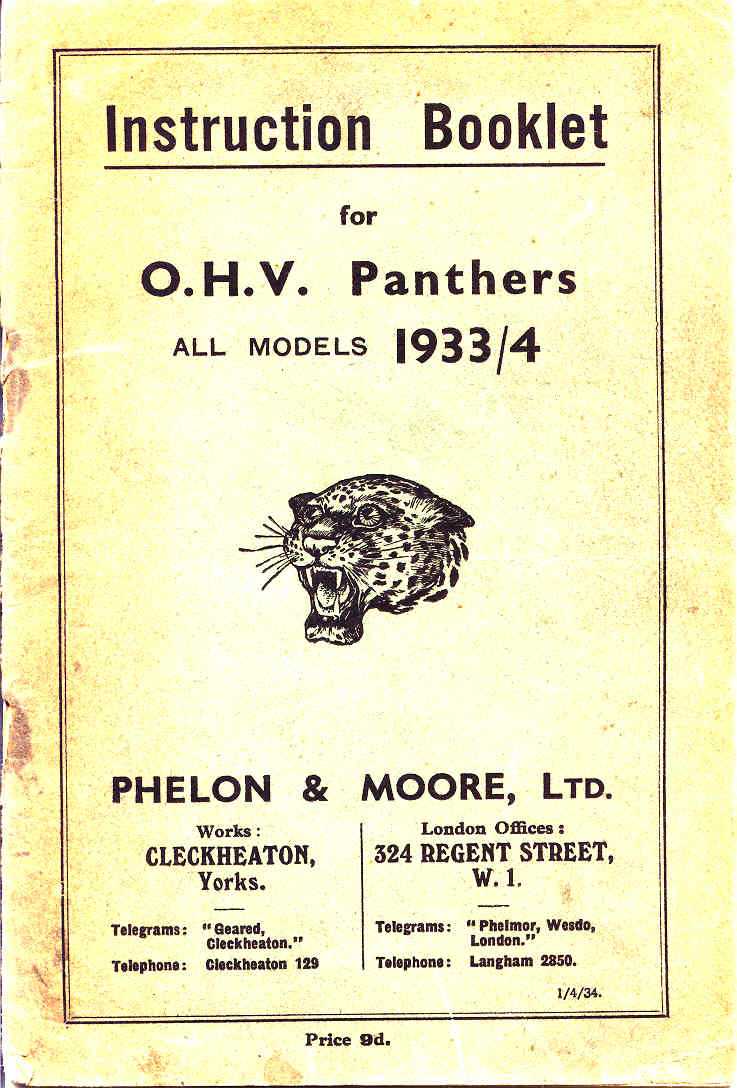 Instruction Booklet
for
O.H.V. Panthers
ALL MODELS 1933/4
PHELON & MOORE, LTD.
Works:
CLECKHEATON,
Yorks.
Telegrams: "Geared,
Cleckheaton."
Telephone: Cleckheaton 129
London Offices:
324 REGENT STREET,
W. 1.
Telegrams: "Phelmor, Wesdo,
London."
Telephone: Langham 2850.
1/4/34.
Price 9d.